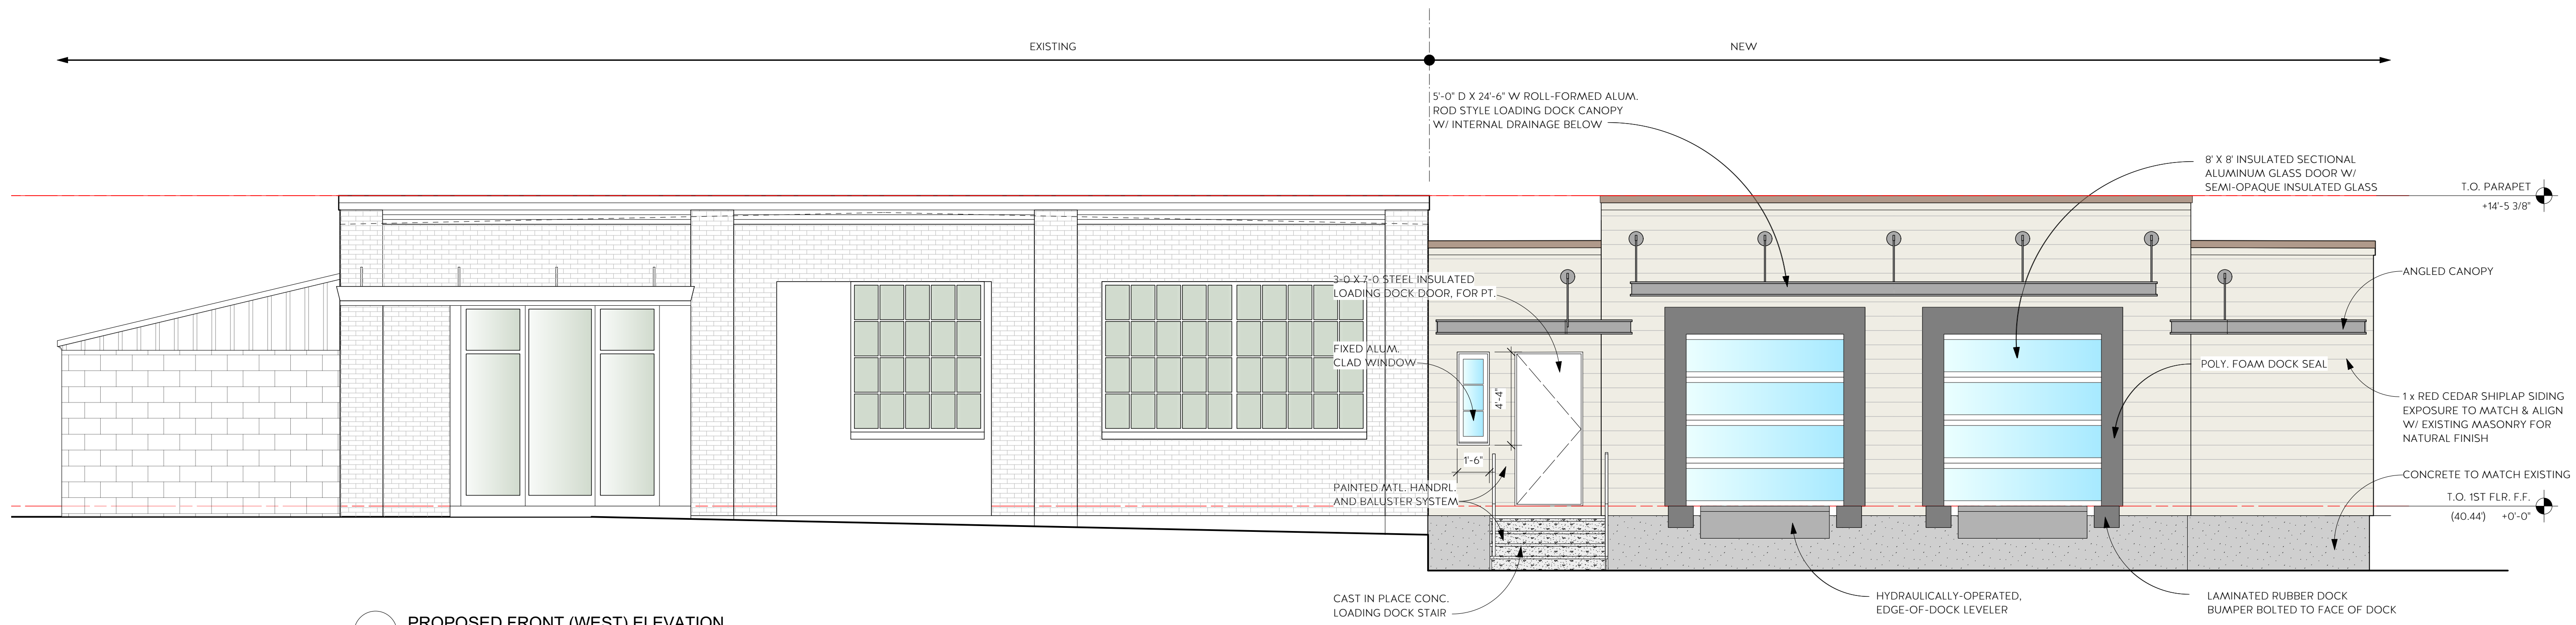 EXISTING
NEW
5'-0" D X 24'-6" W ROLL-FORMED ALUM.
ROD STYLE LOADING DOCK CANOPY
W/ INTERNAL DRAINAGE BELOW
8' X 8' INSULATED SECTIONAL
ALUMINUM GLASS DOOR W/
SEMI-OPAQUE INSULATED GLASS
T.O. PARAPET
+14'-5 3/8"
3-0 X 7-0 STEEL INSULATED
LOADING DOCK DOOR, FOR PT.
ANGLED CANOPY
FIXED ALUM.
CLAD WINDOW
4'-4"
1'-6"
POLY. FOAM DOCK SEAL
1 x RED CEDAR SHIPLAP SIDING
EXPOSURE TO MATCH & ALIGN
W/ EXISTING MASONRY FOR
NATURAL FINISH
PAINTED MTL. HANDRL.
AND BALUSTER SYSTEM
CONCRETE TO MATCH EXISTING
T.O. 1ST FLR. F.F.
(40.44') +0'-0"
CAST IN PLACE CONC.
LOADING DOCK STAIR
HYDRAULICALLY-OPERATED,
EDGE-OF-DOCK LEVELER
LAMINATED RUBBER DOCK
BUMPER BOLTED TO FACE OF DOCK
PROPOSED FRONT (WEST) ELEVATION